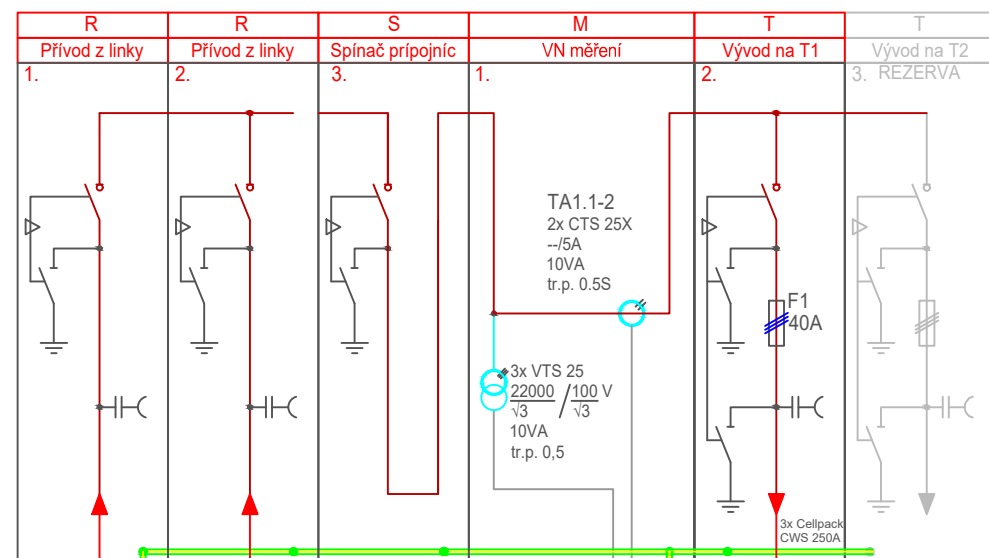 R R S M T T
Přívod z linky Přívod z linky Spínač prípojníc VN měření Vývod na T1 Vývod na T2
1. 2. 3. 1. 2. 3. REZERVA
TA1.1-2
2x CTS 25X
--/5A
10VA
tr.p. 0.5S
F1
40A
3x VTS 25
22000/√3 / 100/√3 V
10VA
tr.p. 0,5
3x Cellpack
CWS 250A